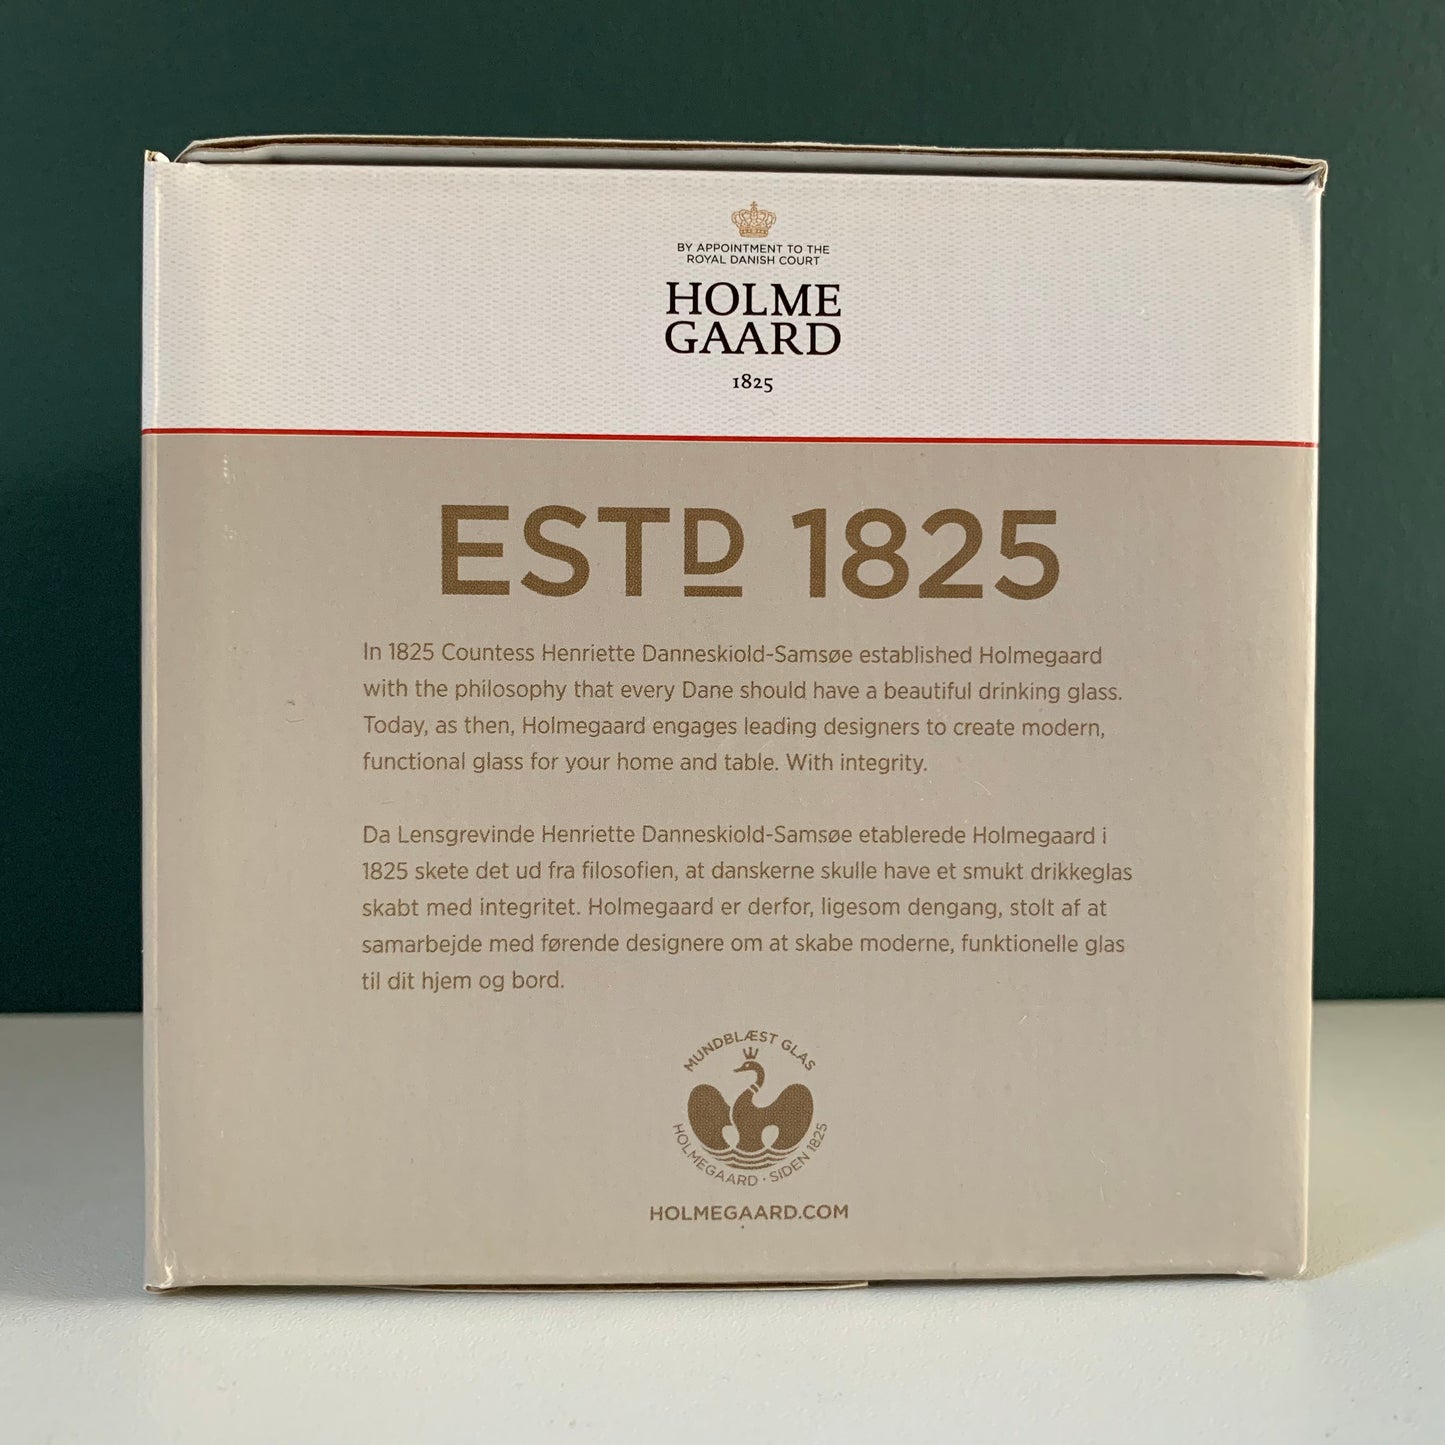 BY APPOINTMENT TO THE
ROYAL DANISH COURT
HOLME
GAARD
1825
ESTD 1825
In 1825 Countess Henriette Danneskiold-Samsøe established Holmegaard
with the philosophy that every Dane should have a beautiful drinking glass.
Today, as then, Holmegaard engages leading designers to create modern,
functional glass for your home and table. With integrity.
Da Lensgrevinde Henriette Danneskiold-Samsøe etablerede Holmegaard i
1825 skete det ud fra filosofien, at danskerne skulle have et smukt drikkeglas
skabt med integritet. Holmegaard er derfor, ligesom dengang, stolt af at
samarbejde med førende designere om at skabe moderne, funktionelle glas
til dit hjem og bord.
MUNDBLÆST GLAS
HOLMEGAARD · SIDEN 1825
HOLMEGAARD.COM